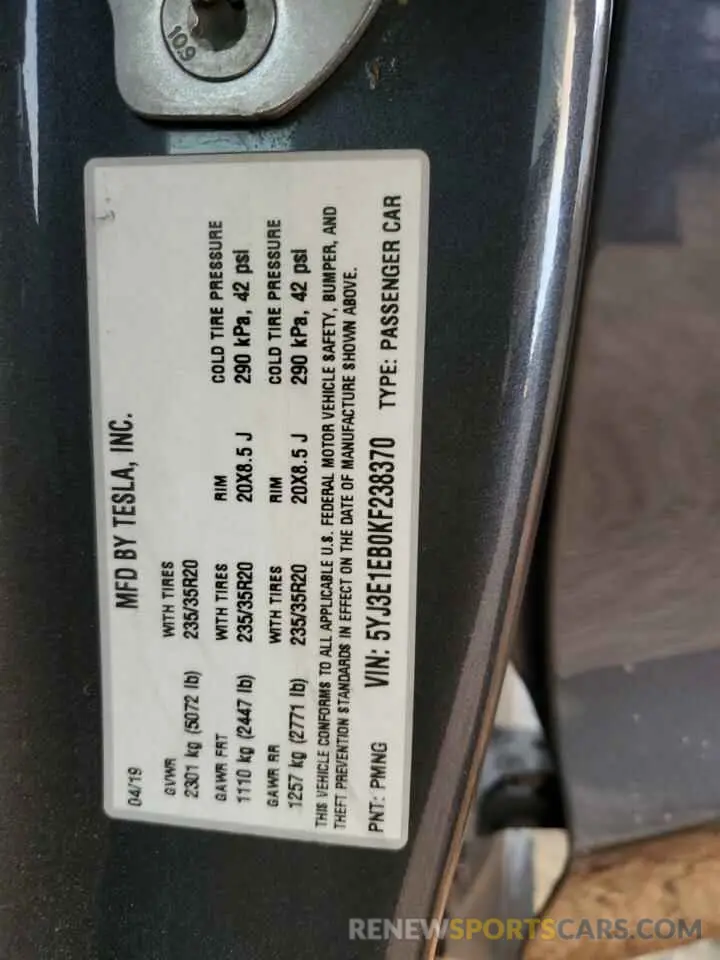 10.9
MFD BY TESLA, INC.
04/19
GVWR WITH TIRES
2301 kg (5072 lb) 235/35R20
GAWR FRT WITH TIRES RIM COLD TIRE PRESSURE
1110 kg (2447 lb) 235/35R20 20X8.5 J 290 kPa, 42 psi
GAWR RR WITH TIRES RIM COLD TIRE PRESSURE
1257 kg (2771 lb) 235/35R20 20X8.5 J 290 kPa, 42 psi
THIS VEHICLE CONFORMS TO ALL APPLICABLE U.S. FEDERAL MOTOR VEHICLE SAFETY, BUMPER, AND
THEFT PREVENTION STANDARDS IN EFFECT ON THE DATE OF MANUFACTURE SHOWN ABOVE.
PNT: PMNG VIN: 5YJ3E1EB0KF238370 TYPE: PASSENGER CAR
RENEWSPORTSCARS.COM